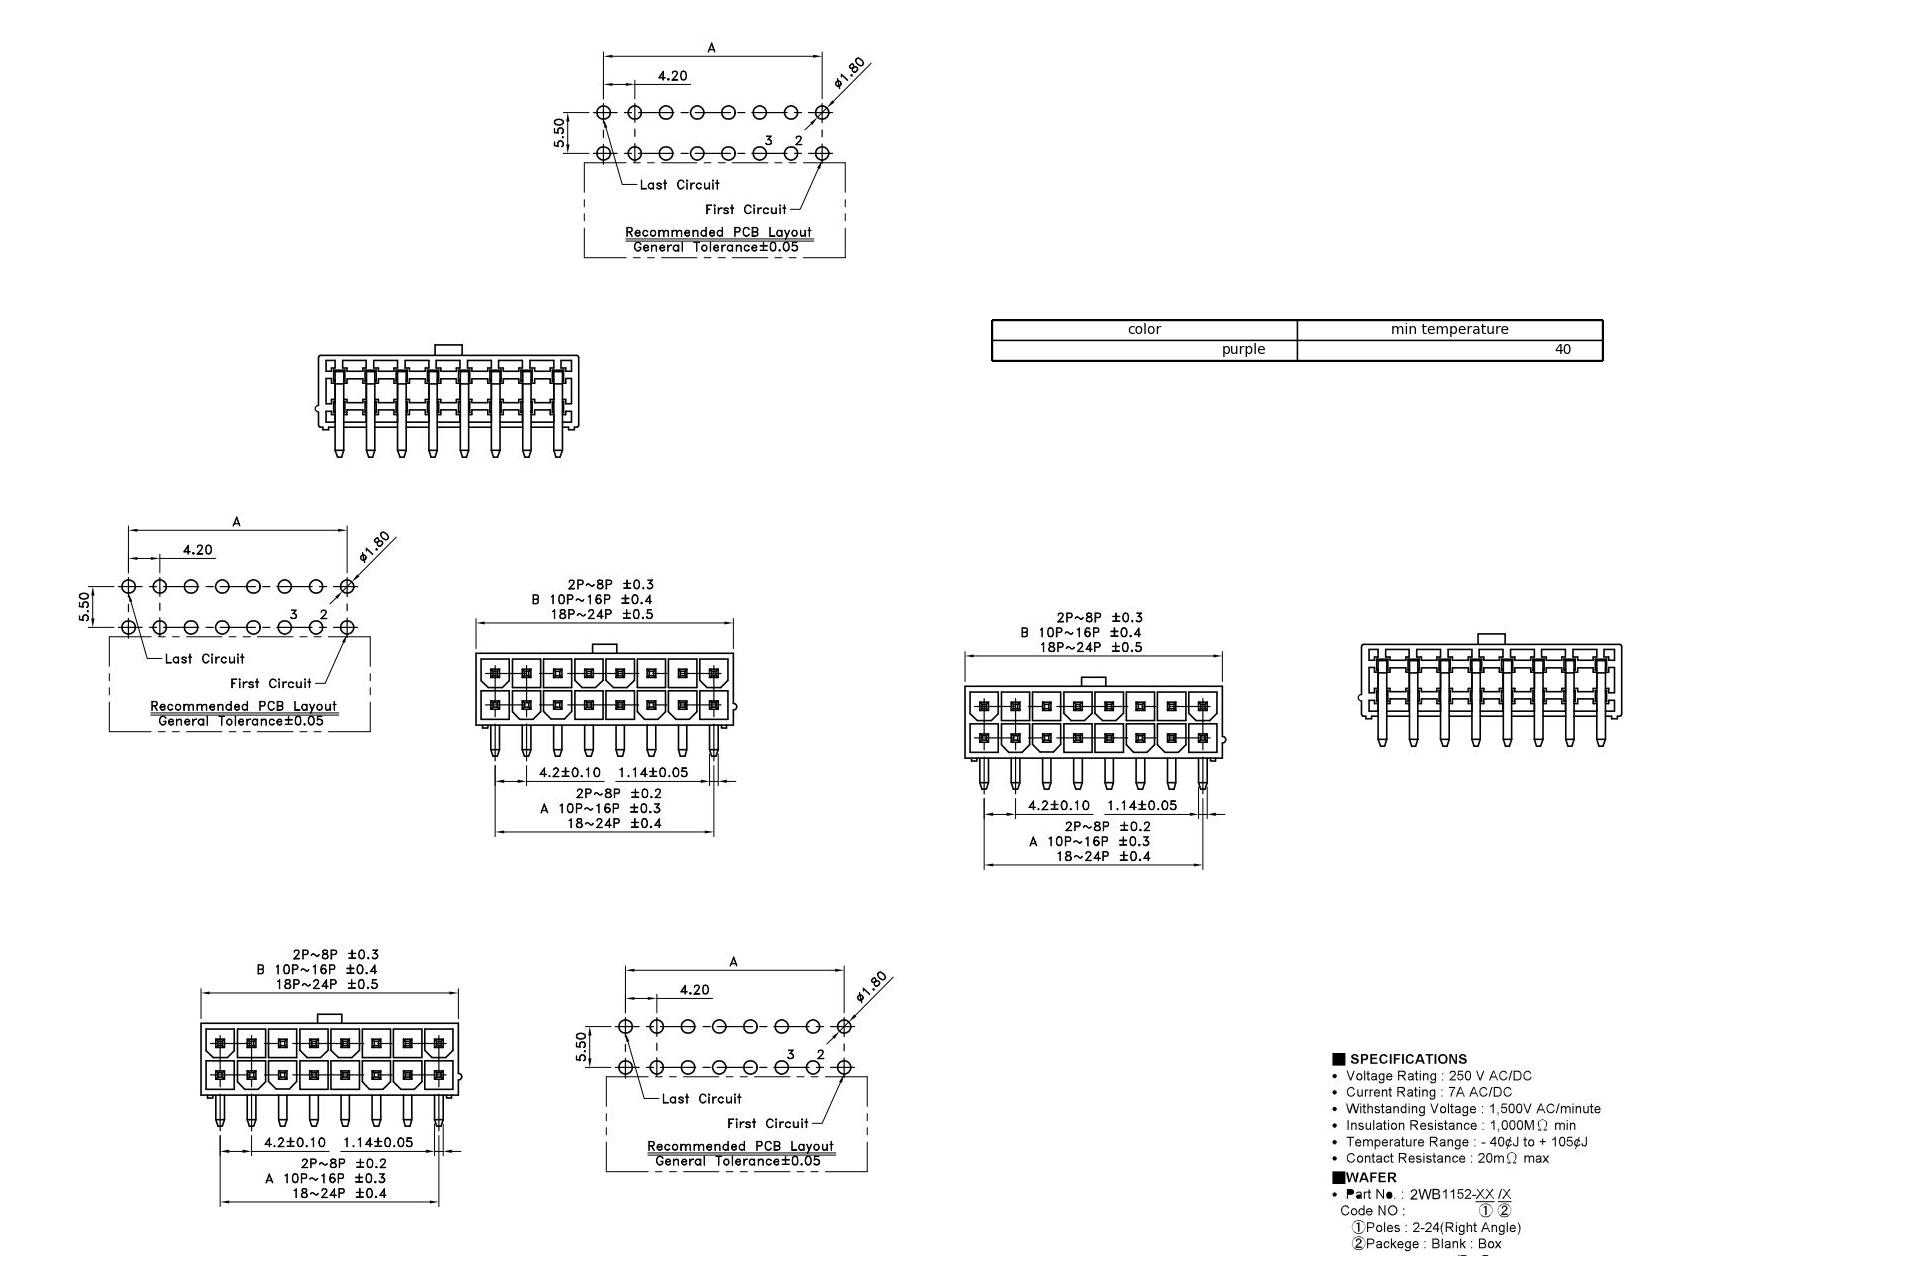 A
4.20
ø1.80
5.50
3 2
Last Circuit
First Circuit
Recommended PCB Layout
General Tolerance±0.05
color min temperature
purple 40
A
4.20
ø1.80
5.50
3 2
Last Circuit
First Circuit
Recommended PCB Layout
General Tolerance±0.05
2P~8P ±0.3
B 10P~16P ±0.4
18P~24P ±0.5
4.2±0.10 1.14±0.05
2P~8P ±0.2
A 10P~16P ±0.3
18~24P ±0.4
2P~8P ±0.3
B 10P~16P ±0.4
18P~24P ±0.5
4.2±0.10 1.14±0.05
2P~8P ±0.2
A 10P~16P ±0.3
18~24P ±0.4
2P~8P ±0.3
B 10P~16P ±0.4
18P~24P ±0.5
4.2±0.10 1.14±0.05
2P~8P ±0.2
A 10P~16P ±0.3
18~24P ±0.4
A
4.20
ø1.80
5.50
3 2
Last Circuit
First Circuit
Recommended PCB Layout
General Tolerance±0.05
■ SPECIFICATIONS
• Voltage Rating : 250 V AC/DC
• Current Rating : 7A AC/DC
• Withstanding Voltage : 1,500V AC/minute
• Insulation Resistance : 1,000MΩ min
• Temperature Range : - 40¢J to + 105¢J
• Contact Resistance : 20mΩ max
■WAFER
• Part No. : 2WB1152-XX /X
Code NO : ① ②
①Poles : 2-24(Right Angle)
②Packege : Blank : Box